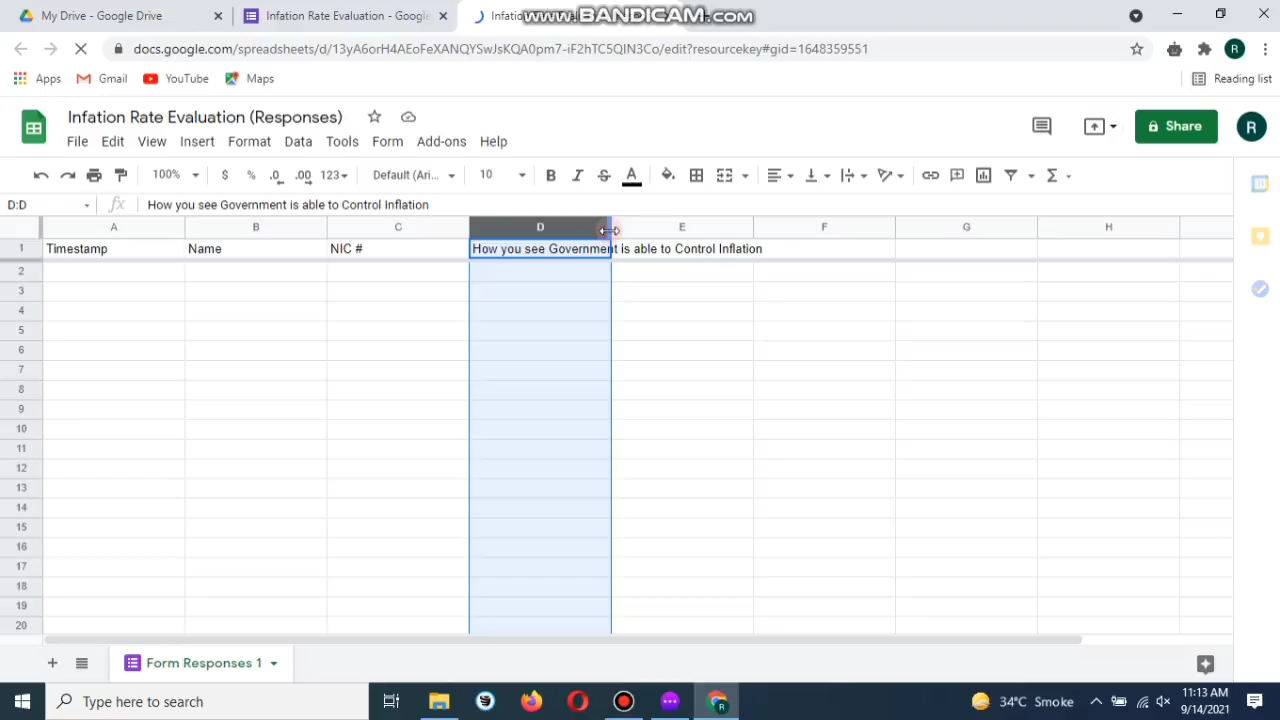 My Drive - Google Drive
Infation Rate Evaluation - Google
Infatio
www.BANDICAM.com
docs.google.com/spreadsheets/d/13yA6orH4AEoFeXANQYSwJsKQA0pm7-iF2hTC5QIN3Co/edit?resourcekey#gid=1648359551
R
Apps
Gmail
YouTube
Maps
Reading list
Infation Rate Evaluation (Responses)
File Edit View Insert Format Data Tools Form Add-ons Help
Share
R
100% $ % .0 .00 123 Default (Ari... 10 B I S A Σ
D:D fx How you see Government is able to Control Inflation
A B C D E F G H
1 Timestamp Name NIC # How you see Government is able to Control Inflation
2
3
4
5
6
7
8
9
10
11
12
13
14
15
16
17
18
19
20
+ Form Responses 1
Type here to search
R
34°C Smoke
11:13 AM
9/14/2021